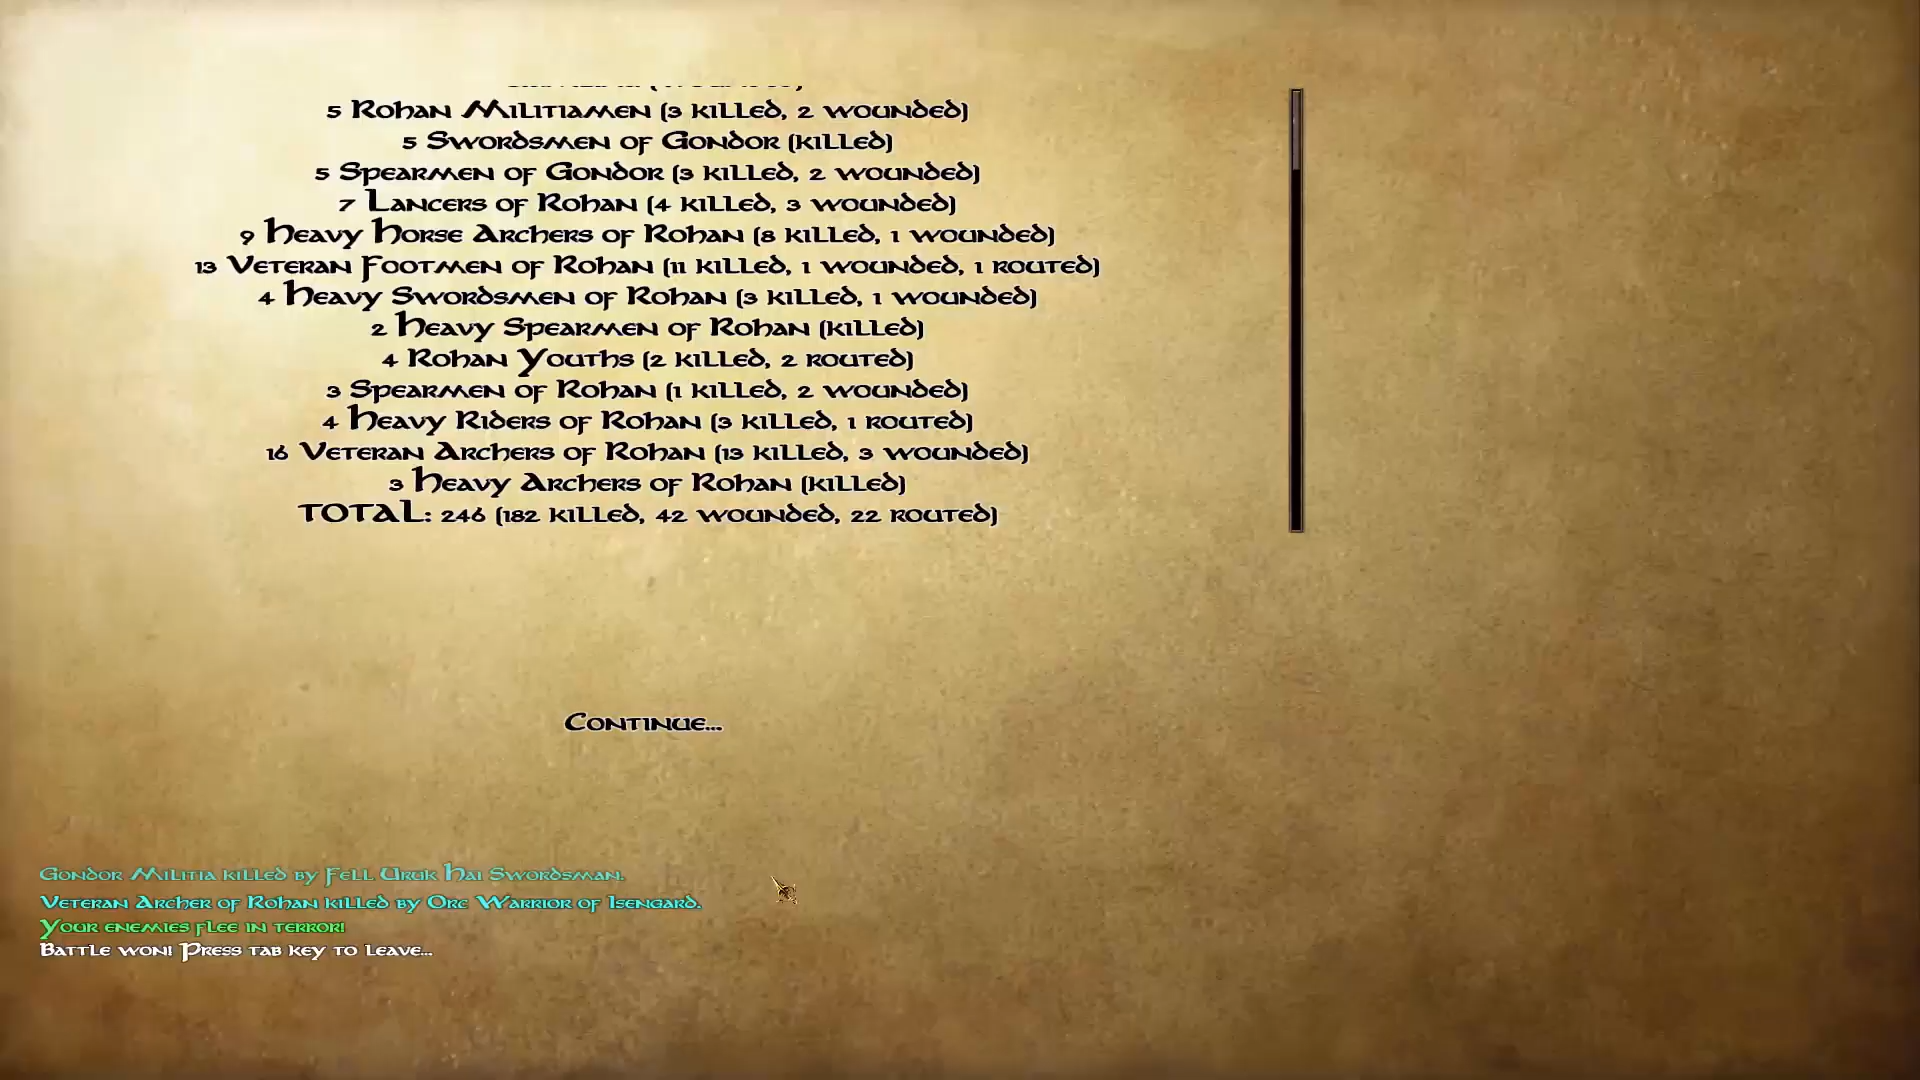 5 Rohan Militiamen (3 killed, 2 wounded)
5 Swordsmen of Gondor (killed)
5 Spearmen of Gondor (3 killed, 2 wounded)
7 Lancers of Rohan (4 killed, 3 wounded)
9 Heavy Horse Archers of Rohan (8 killed, 1 wounded)
13 Veteran Footmen of Rohan (11 killed, 1 wounded, 1 routed)
4 Heavy Swordsmen of Rohan (3 killed, 1 wounded)
2 Heavy Spearmen of Rohan (killed)
4 Rohan Youths (2 killed, 2 routed)
3 Spearmen of Rohan (1 killed, 2 wounded)
4 Heavy Riders of Rohan (3 killed, 1 routed)
16 Veteran Archers of Rohan (13 killed, 3 wounded)
3 Heavy Archers of Rohan (killed)
TOTAL: 246 (182 killed, 42 wounded, 22 routed)
Continue...
Gondor Militia killed by Fell Uruk Hai Swordsman.
Veteran Archer of Rohan killed by Orc Warrior of Isengard.
Your enemies flee in terror!
Battle won! Press tab key to leave...